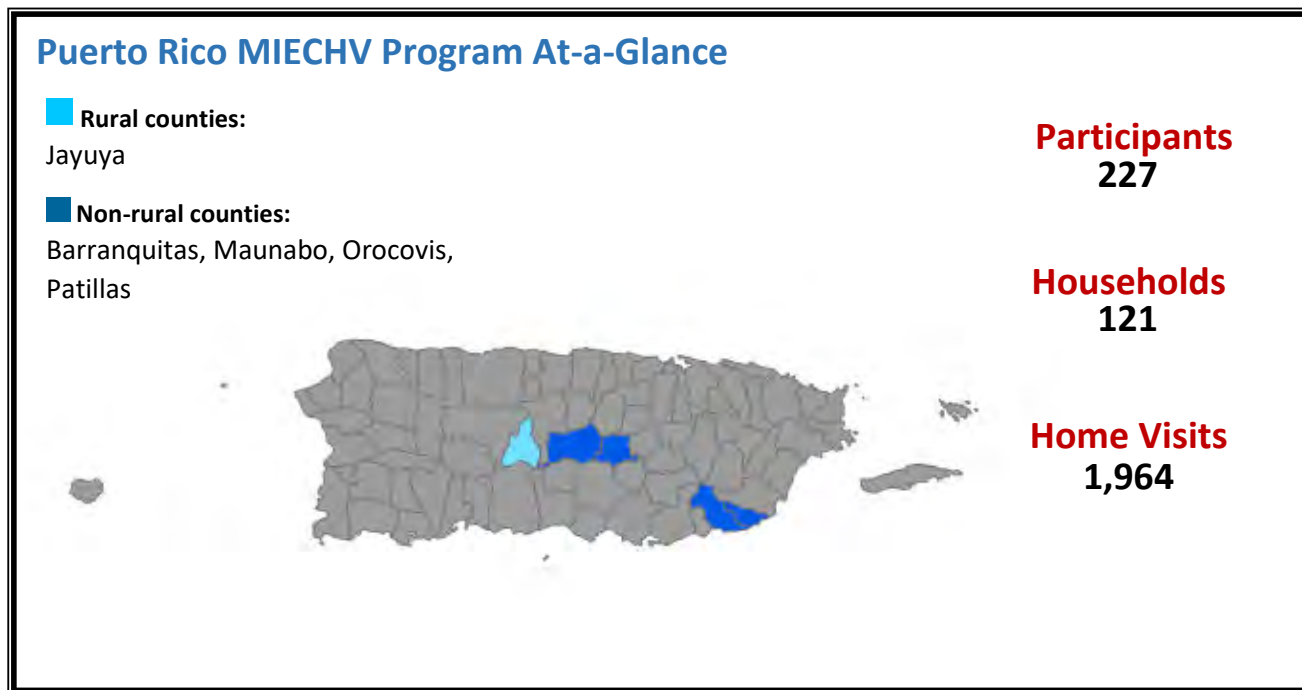 Puerto Rico MIECHV Program At-a-Glance
Rural counties:
Jayuya
Non-rural counties:
Barranquitas, Maunabo, Orocovis,
Patillas
Participants
227
Households
121
Home Visits
1,964